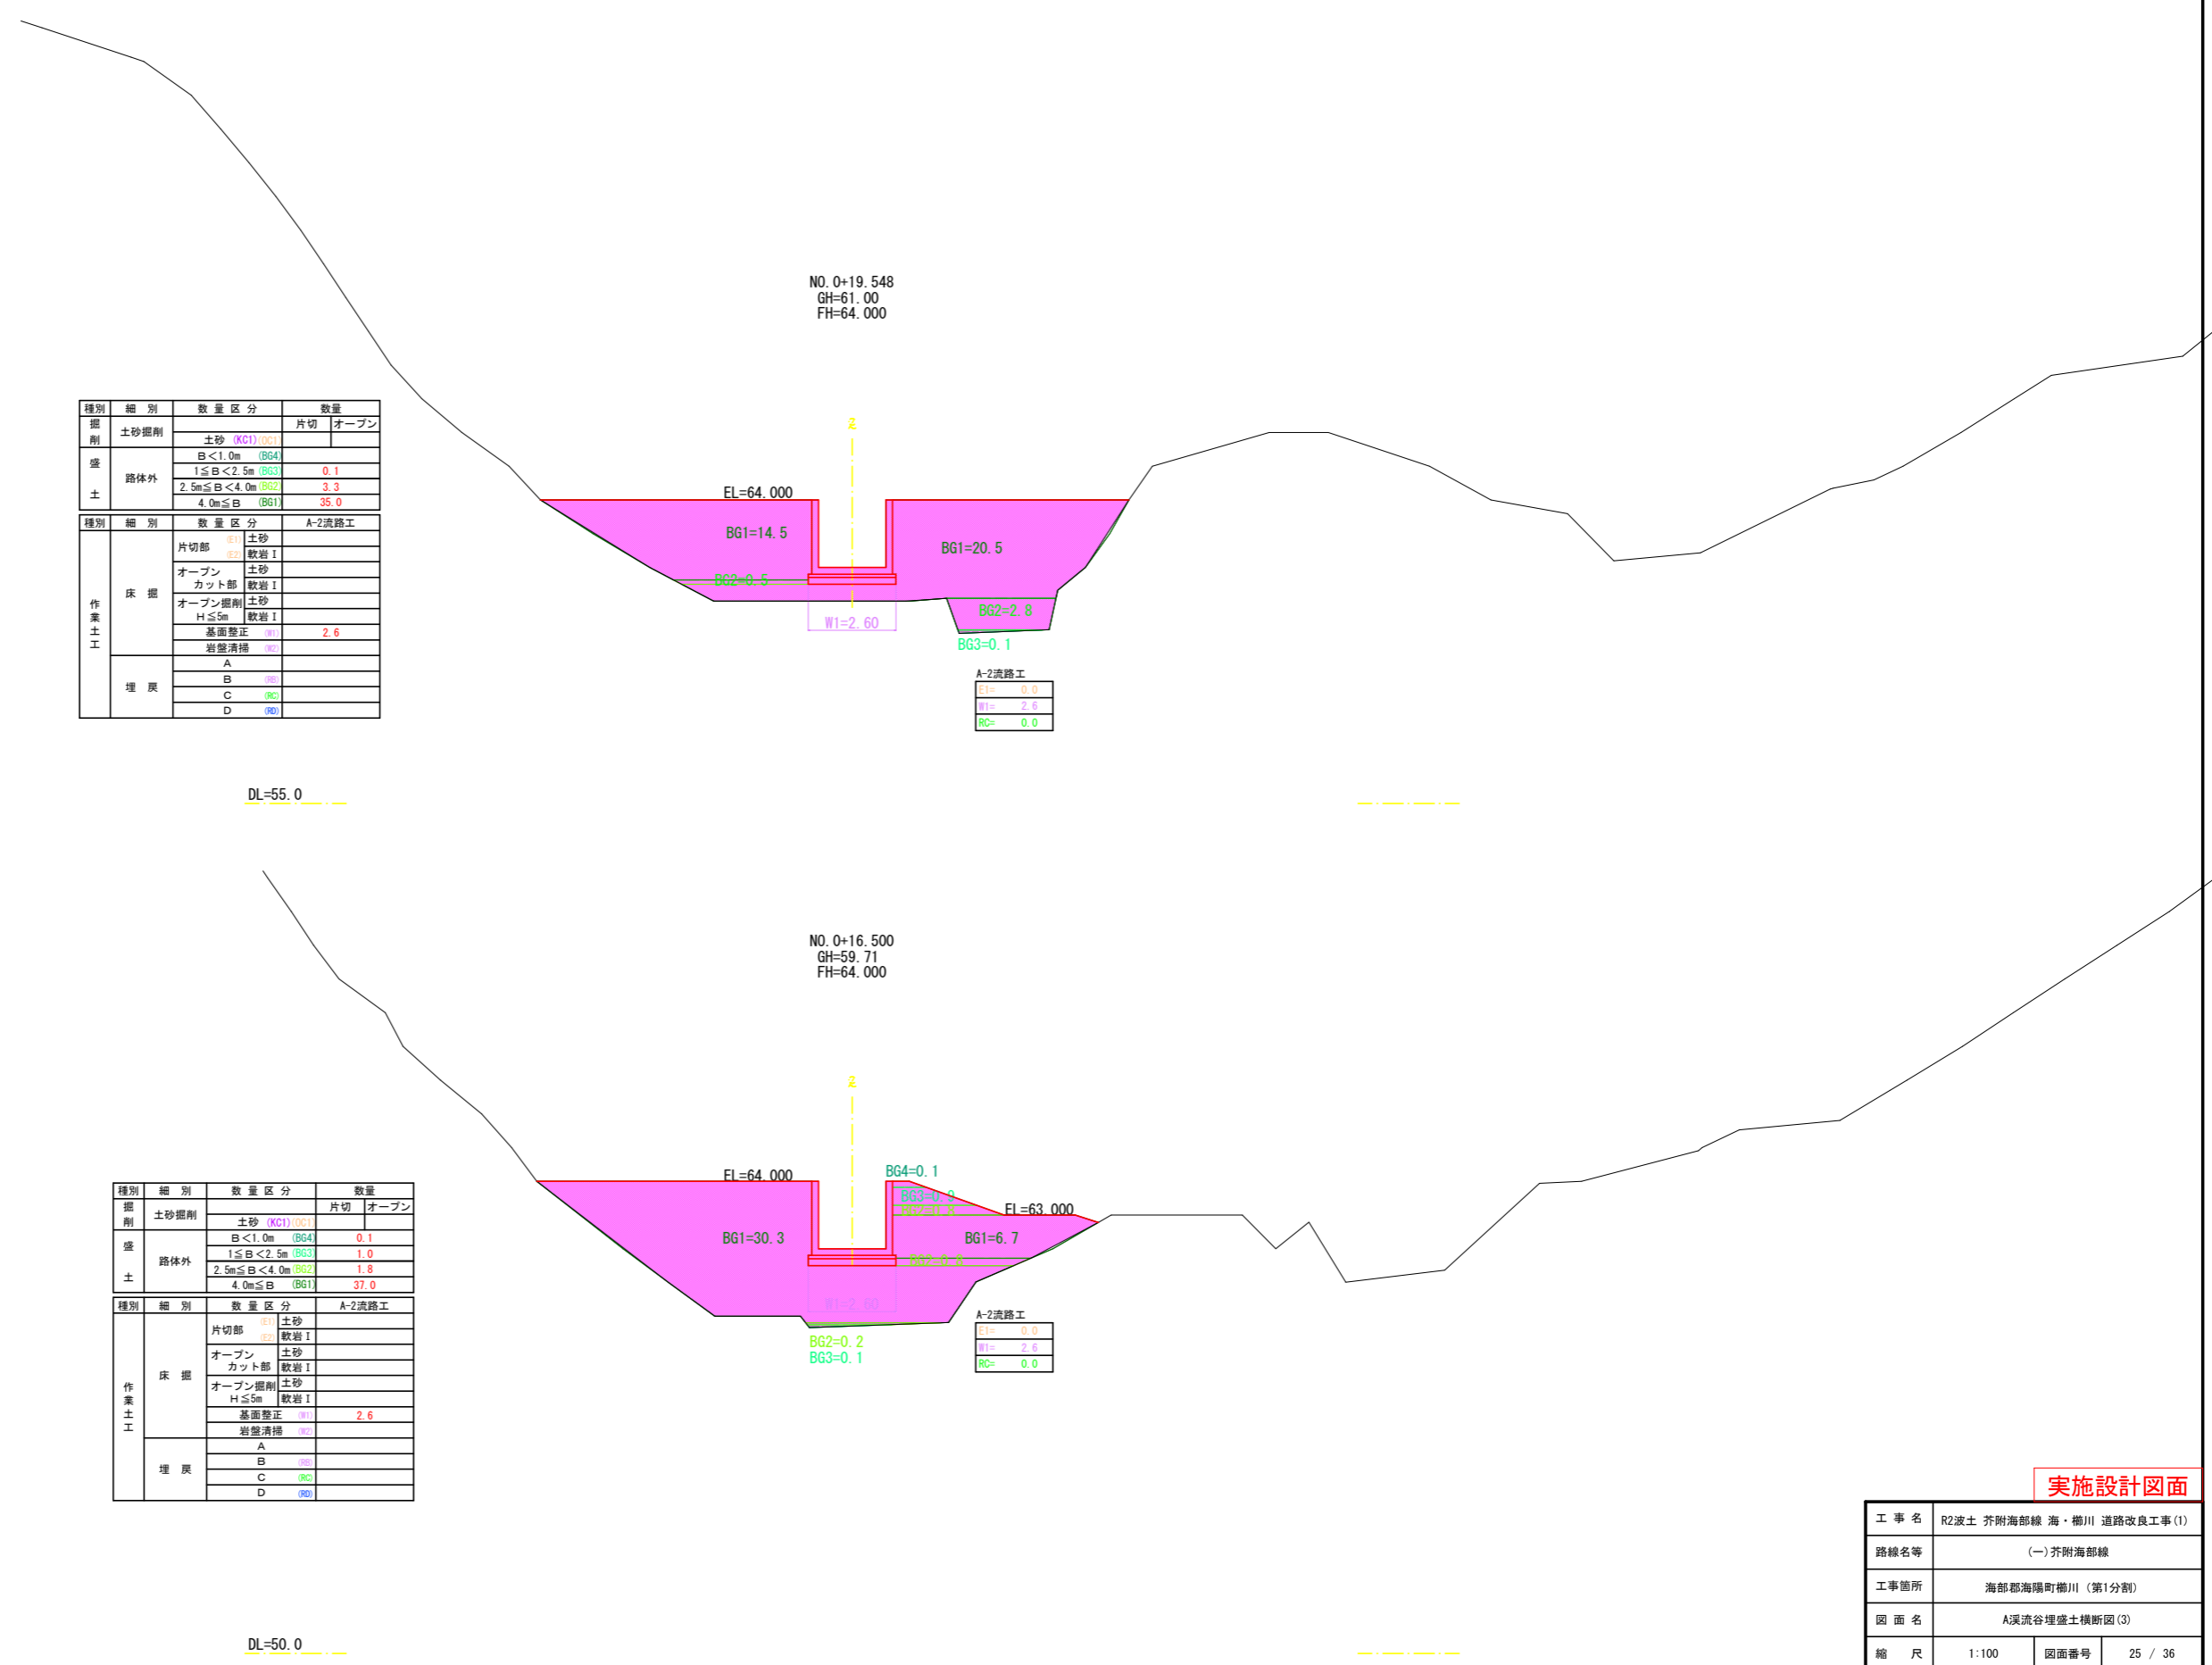 NO.0+19.548
GH=61.00
FH=64.000
種別 細別 数量区分 数量
掘削 土砂掘削 片切 オープン
土砂 (KC1)(OC1)
盛土 路体外 B<1.0m (BG4)
1≦B<2.5m (BG3) 0.1
2.5m≦B<4.0m (BG2) 3.3
4.0m≦B (BG1) 35.0
種別 細別 数量区分 A-2流路工
作業土工 床掘 片切部 (E1) 土砂
(E2) 軟岩I
オープンカット部 土砂
軟岩I
オープン掘削 H≦5m 土砂
軟岩I
基面整正 (W1) 2.6
岩盤清掃 (W2)
埋戻 A
B (RB)
C (RC)
D (RD)
EL=64.000
BG1=14.5
BG1=20.5
BG2=0.5
BG2=2.8
W1=2.60
BG3=0.1
A-2流路工
E1= 0.0
W1= 2.6
RC= 0.0
DL=55.0
NO.0+16.500
GH=59.71
FH=64.000
種別 細別 数量区分 数量
掘削 土砂掘削 片切 オープン
土砂 (KC1)(OC1)
盛土 路体外 B<1.0m (BG4) 0.1
1≦B<2.5m (BG3) 1.0
2.5m≦B<4.0m (BG2) 1.8
4.0m≦B (BG1) 37.0
種別 細別 数量区分 A-2流路工
作業土工 床掘 片切部 (E1) 土砂
(E2) 軟岩I
オープンカット部 土砂
軟岩I
オープン掘削 H≦5m 土砂
軟岩I
基面整正 (W1) 2.6
岩盤清掃 (W2)
埋戻 A
B (RB)
C (RC)
D (RD)
EL=64.000
BG4=0.1
BG3=0.9
EL=63.000
BG1=30.3
BG1=6.7
W1=2.60
BG2=0.2
BG3=0.1
A-2流路工
E1= 0.0
W1= 2.6
RC= 0.0
DL=50.0
実施設計図面
工事名 R2波土 芥附海部線 海・櫛川 道路改良工事(1)
路線名等 (一)芥附海部線
工事箇所 海部郡海陽町櫛川(第1分割)
図面名 A渓流谷埋盛土横断図(3)
縮尺 1:100 図面番号 25 / 36